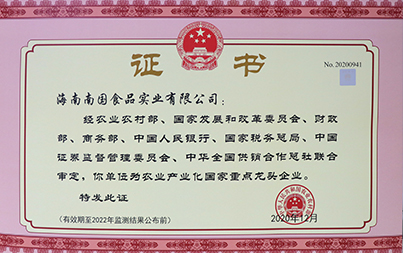 证书
No. 20200941
海南南国食品实业有限公司：
经农业农村部、国家发展和改革委员会、财政
部、商务部、中国人民银行、国家税务总局、中国
证券监督管理委员会、中华全国供销合作总社联合
审定，你单位为农业产业化国家重点龙头企业。
特发此证
2020年12月
（有效期至2022年监测结果公布前）